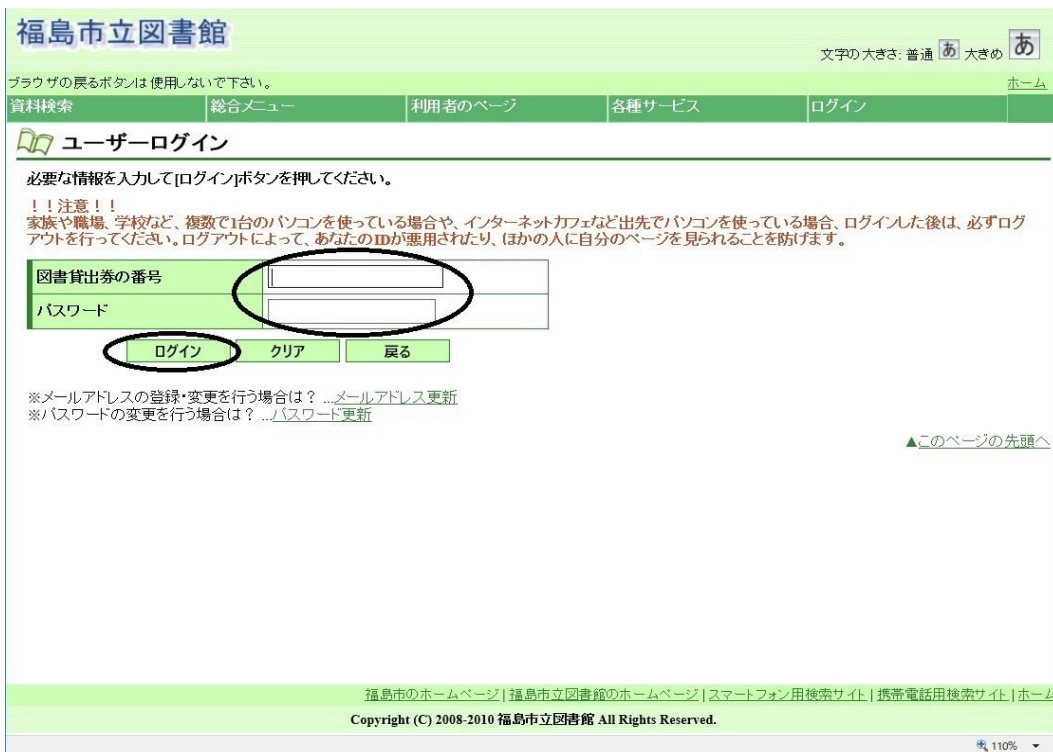 福島市立図書館
文字の大きさ: 普通 あ 大きめ あ
ブラウザの戻るボタンは使用しないで下さい。 ホーム
資料検索 総合メニュー 利用者のページ 各種サービス ログイン
ユーザーログイン
必要な情報を入力して[ログイン]ボタンを押してください。
！！注意！！
家族や職場、学校など、複数で1台のパソコンを使っている場合や、インターネットカフェなど出先でパソコンを使っている場合、ログインした後は、必ずログ
アウトを行ってください。ログアウトによって、あなたのIDが悪用されたり、ほかの人に自分のページを見られることを防げます。
図書貸出券の番号
パスワード
ログイン クリア 戻る
※メールアドレスの登録・変更を行う場合は？ ...メールアドレス更新
※パスワードの変更を行う場合は？ ...パスワード更新
▲このページの先頭へ
福島市のホームページ | 福島市立図書館のホームページ | スマートフォン用検索サイト | 携帯電話用検索サイト | ホーム
Copyright (C) 2008-2010 福島市立図書館 All Rights Reserved.
110%